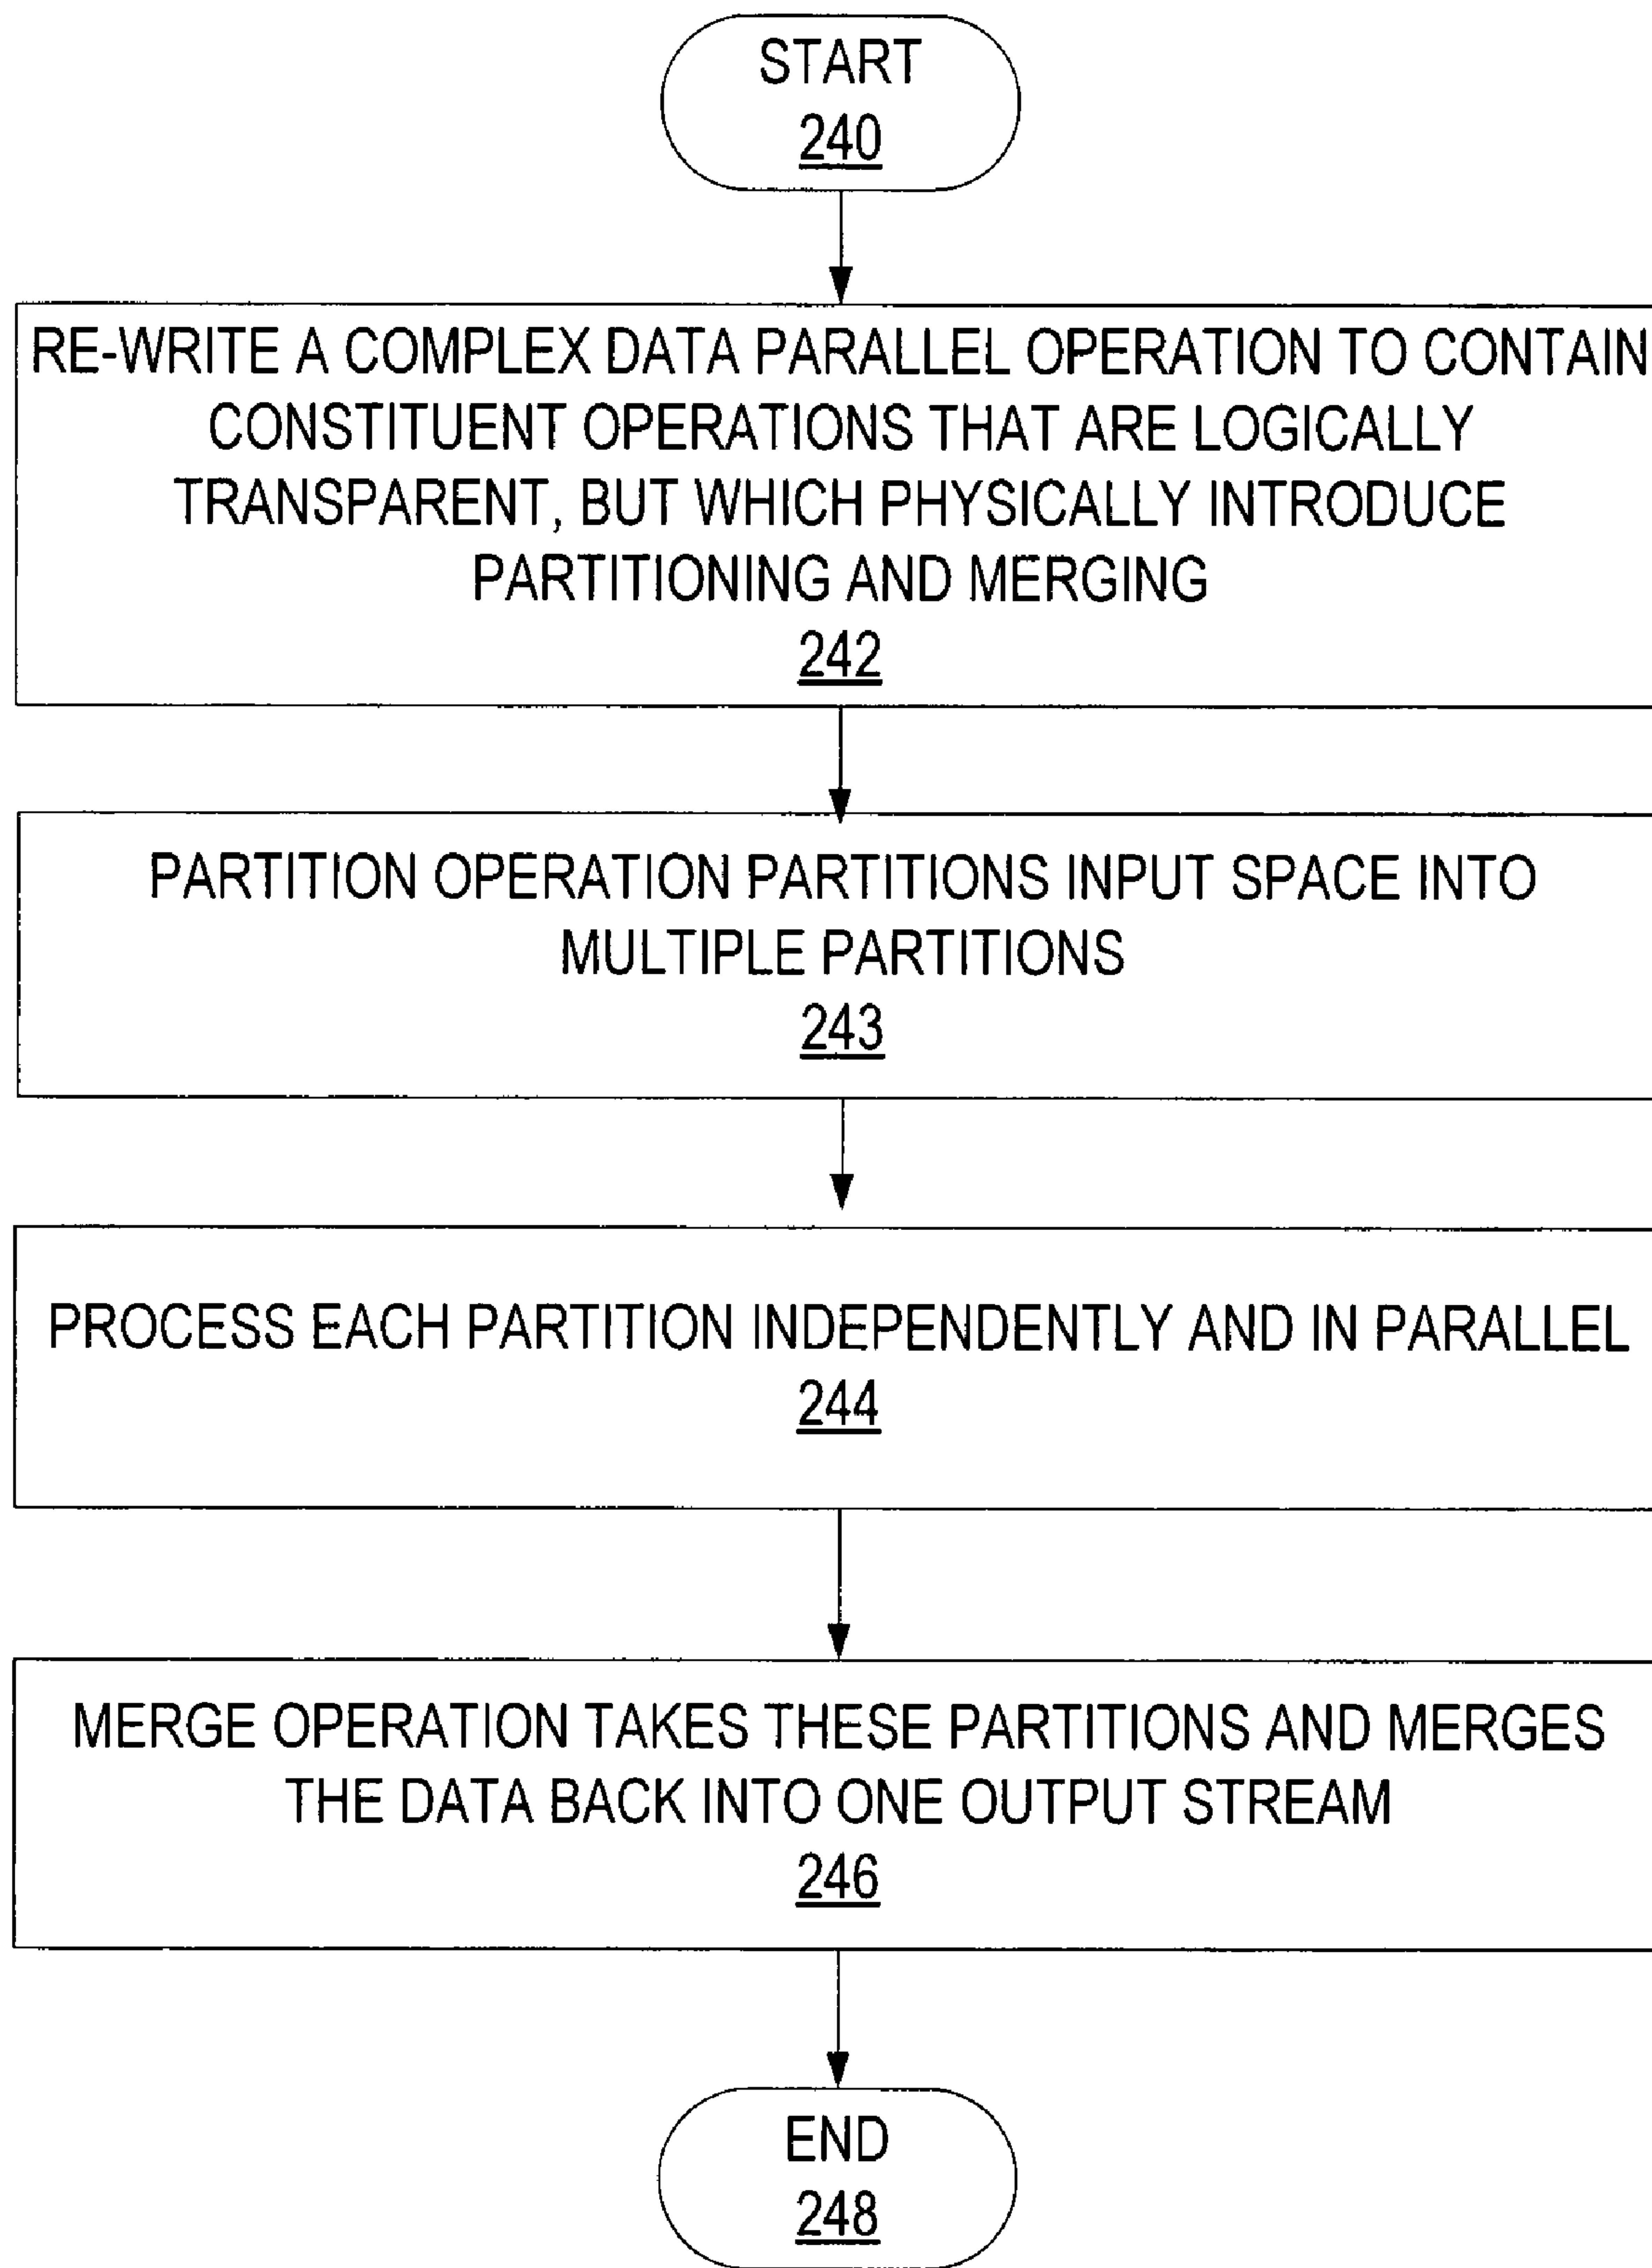 START
240
RE-WRITE A COMPLEX DATA PARALLEL OPERATION TO CONTAIN
CONSTITUENT OPERATIONS THAT ARE LOGICALLY
TRANSPARENT, BUT WHICH PHYSICALLY INTRODUCE
PARTITIONING AND MERGING
242
PARTITION OPERATION PARTITIONS INPUT SPACE INTO
MULTIPLE PARTITIONS
243
PROCESS EACH PARTITION INDEPENDENTLY AND IN PARALLEL
244
MERGE OPERATION TAKES THESE PARTITIONS AND MERGES
THE DATA BACK INTO ONE OUTPUT STREAM
246
END
248